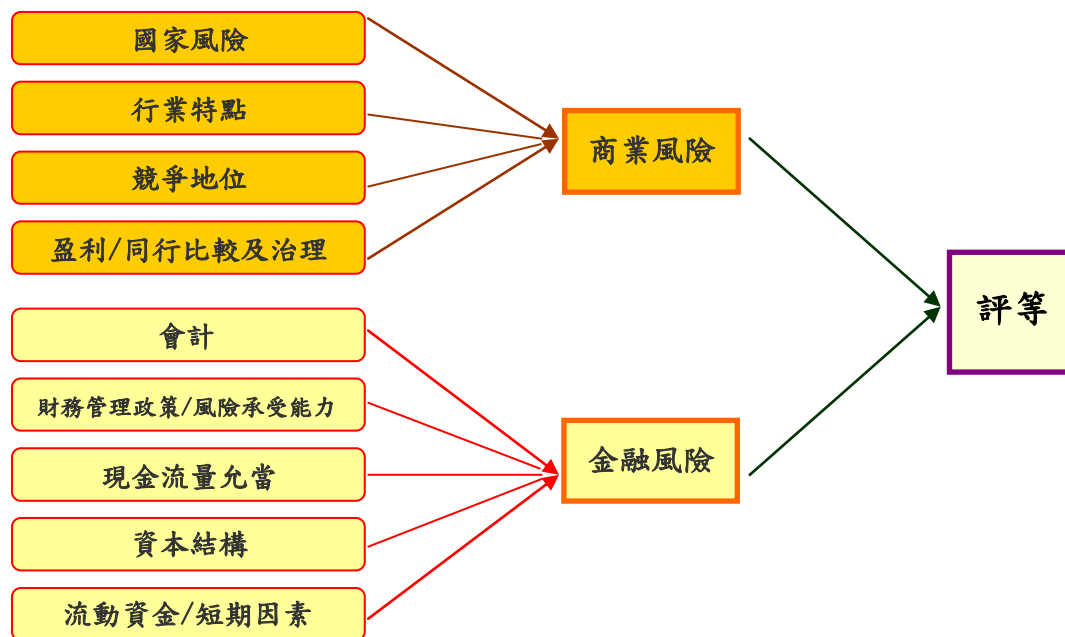 國家風險
行業特點
競爭地位
盈利/同行比較及治理
商業風險
會計
財務管理政策/風險承受能力
現金流量允當
資本結構
流動資金/短期因素
金融風險
評等